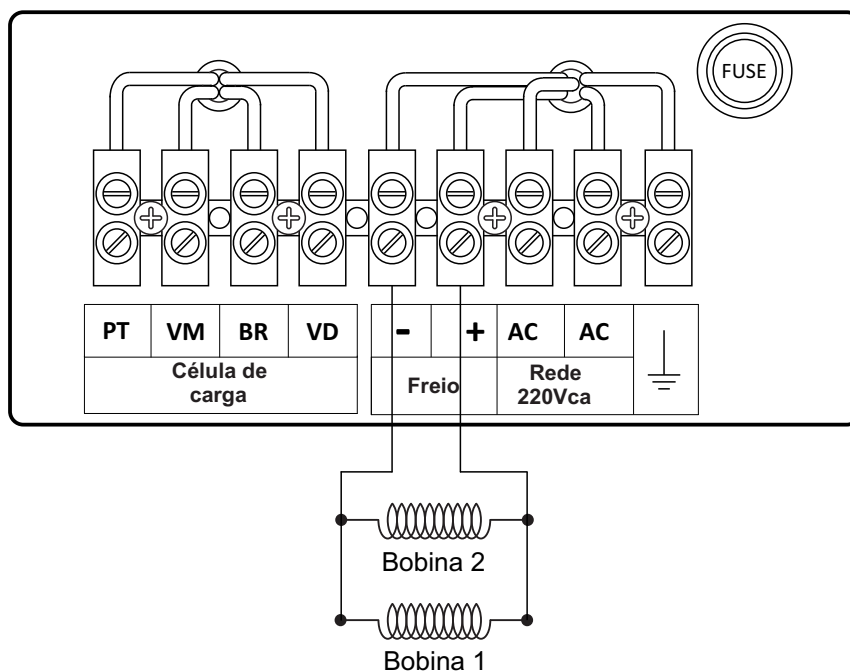 FUSE
PT VM BR VD - + AC AC
Célula de
carga
Freio
Rede
220Vca
Bobina 2
Bobina 1